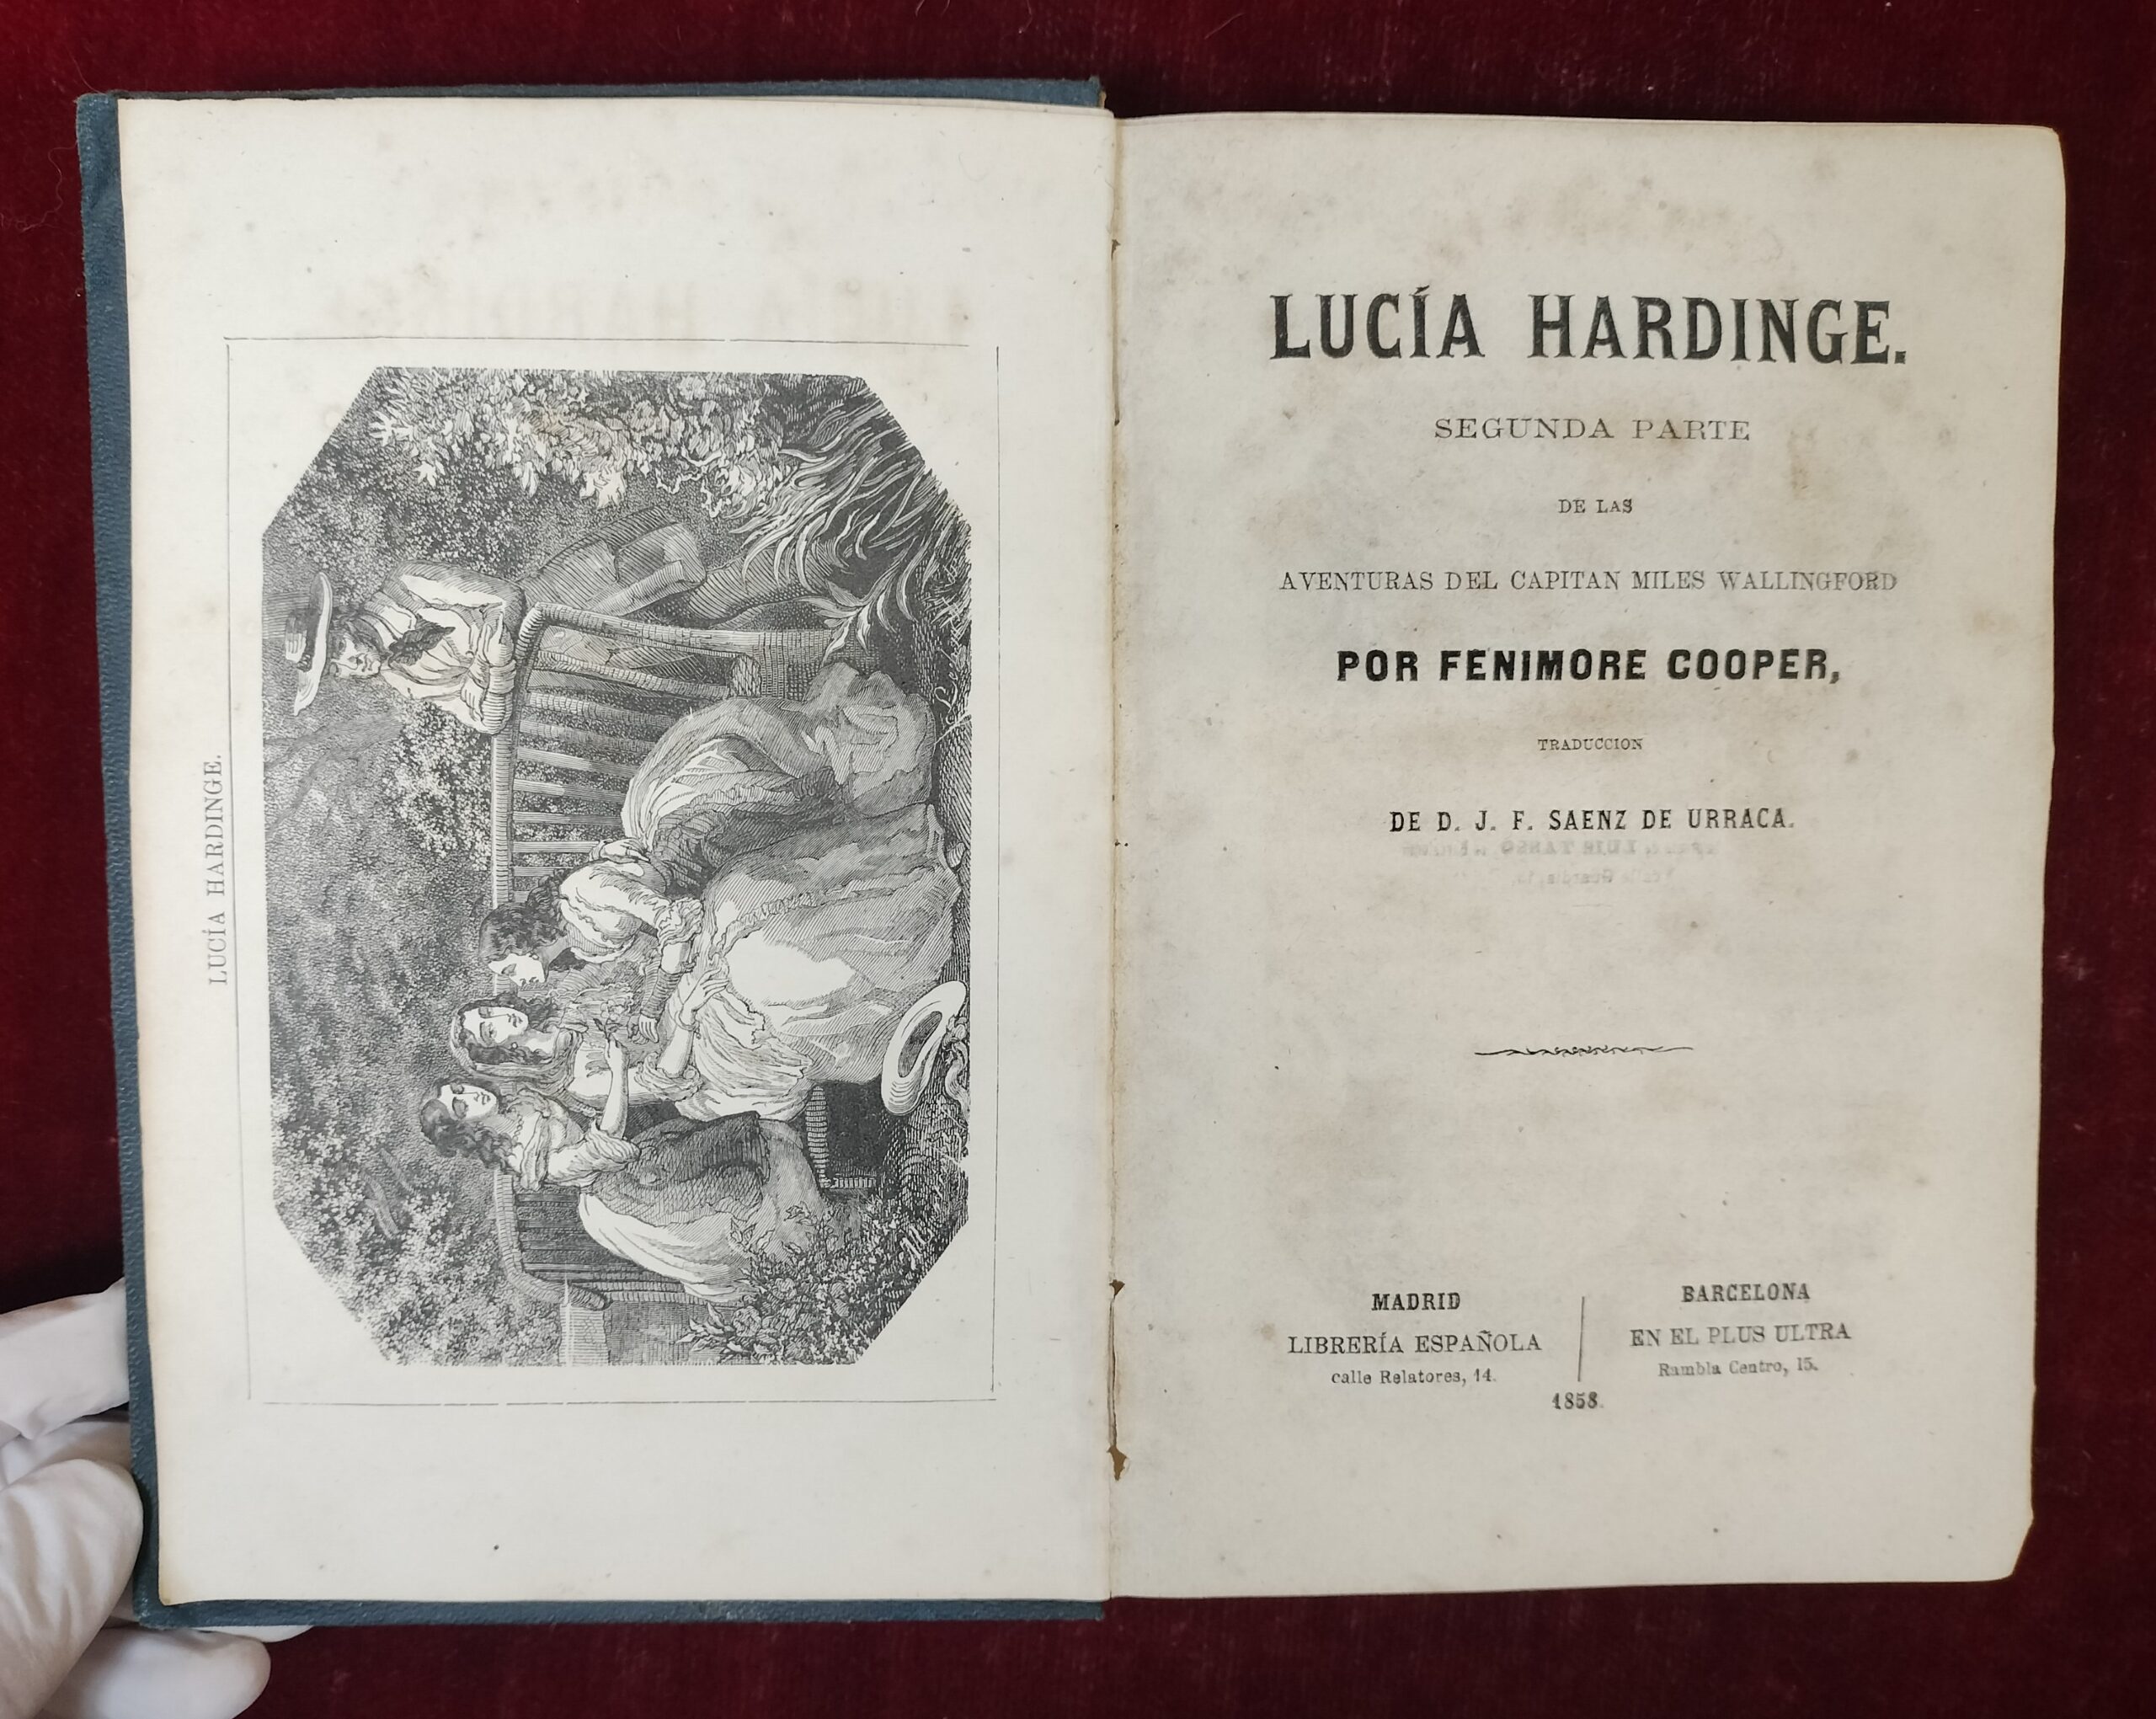 LUCÍA HARDINGE.
LUCÍA HARDINGE.
SEGUNDA PARTE
DE LAS
AVENTURAS DEL CAPITAN MILES WALLINGFORD
POR FENIMORE COOPER,
TRADUCCION
DE D. J. F. SAENZ DE URRACA.
MADRID
LIBRERÍA ESPAÑOLA
calle Relatores, 14.
BARCELONA
EN EL PLUS ULTRA
Rambla Centro, 15.
1858.